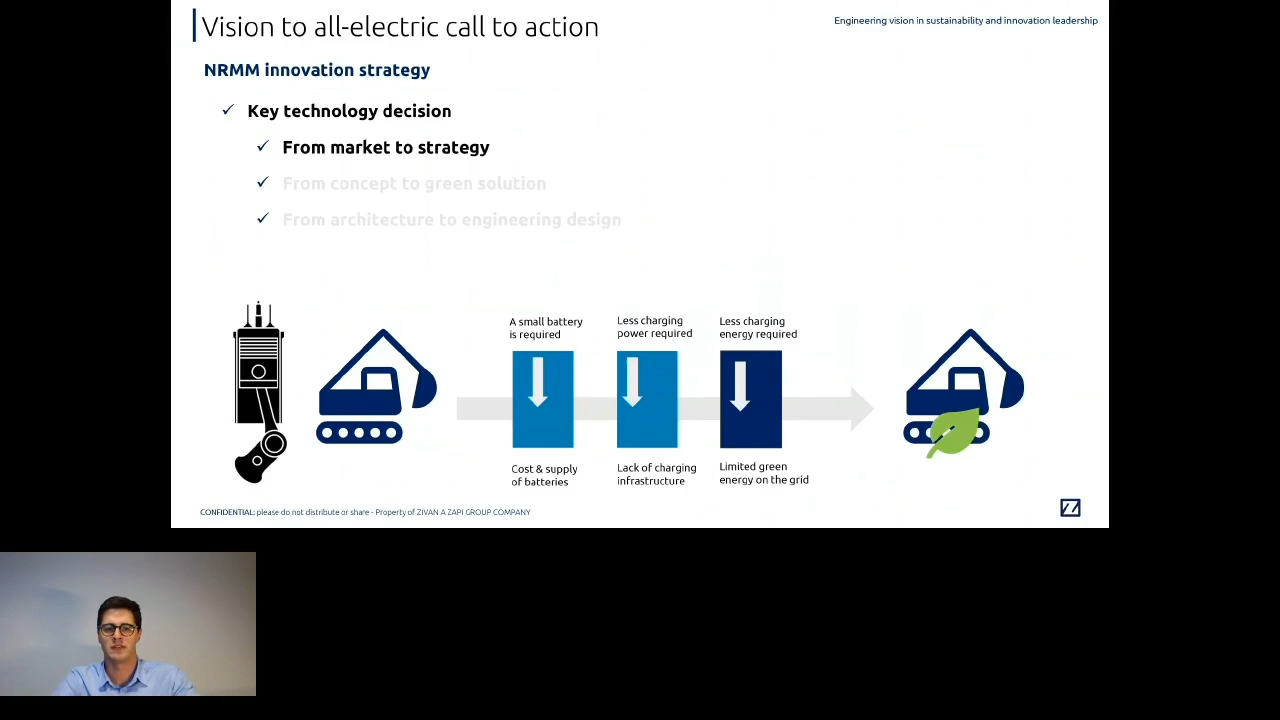 Vision to all-electric call to action
Engineering vision in sustainability and innovation leadership
NRMM innovation strategy
✓ Key technology decision
✓ From market to strategy
✓ From concept to green solution
✓ From architecture to engineering design
A small battery
is required
Less charging
power required
Less charging
energy required
Cost & supply
of batteries
Lack of charging
infrastructure
Limited green
energy on the grid
CONFIDENTIAL: please do not distribute or share - Property of ZIVAN A ZAPI GROUP COMPANY